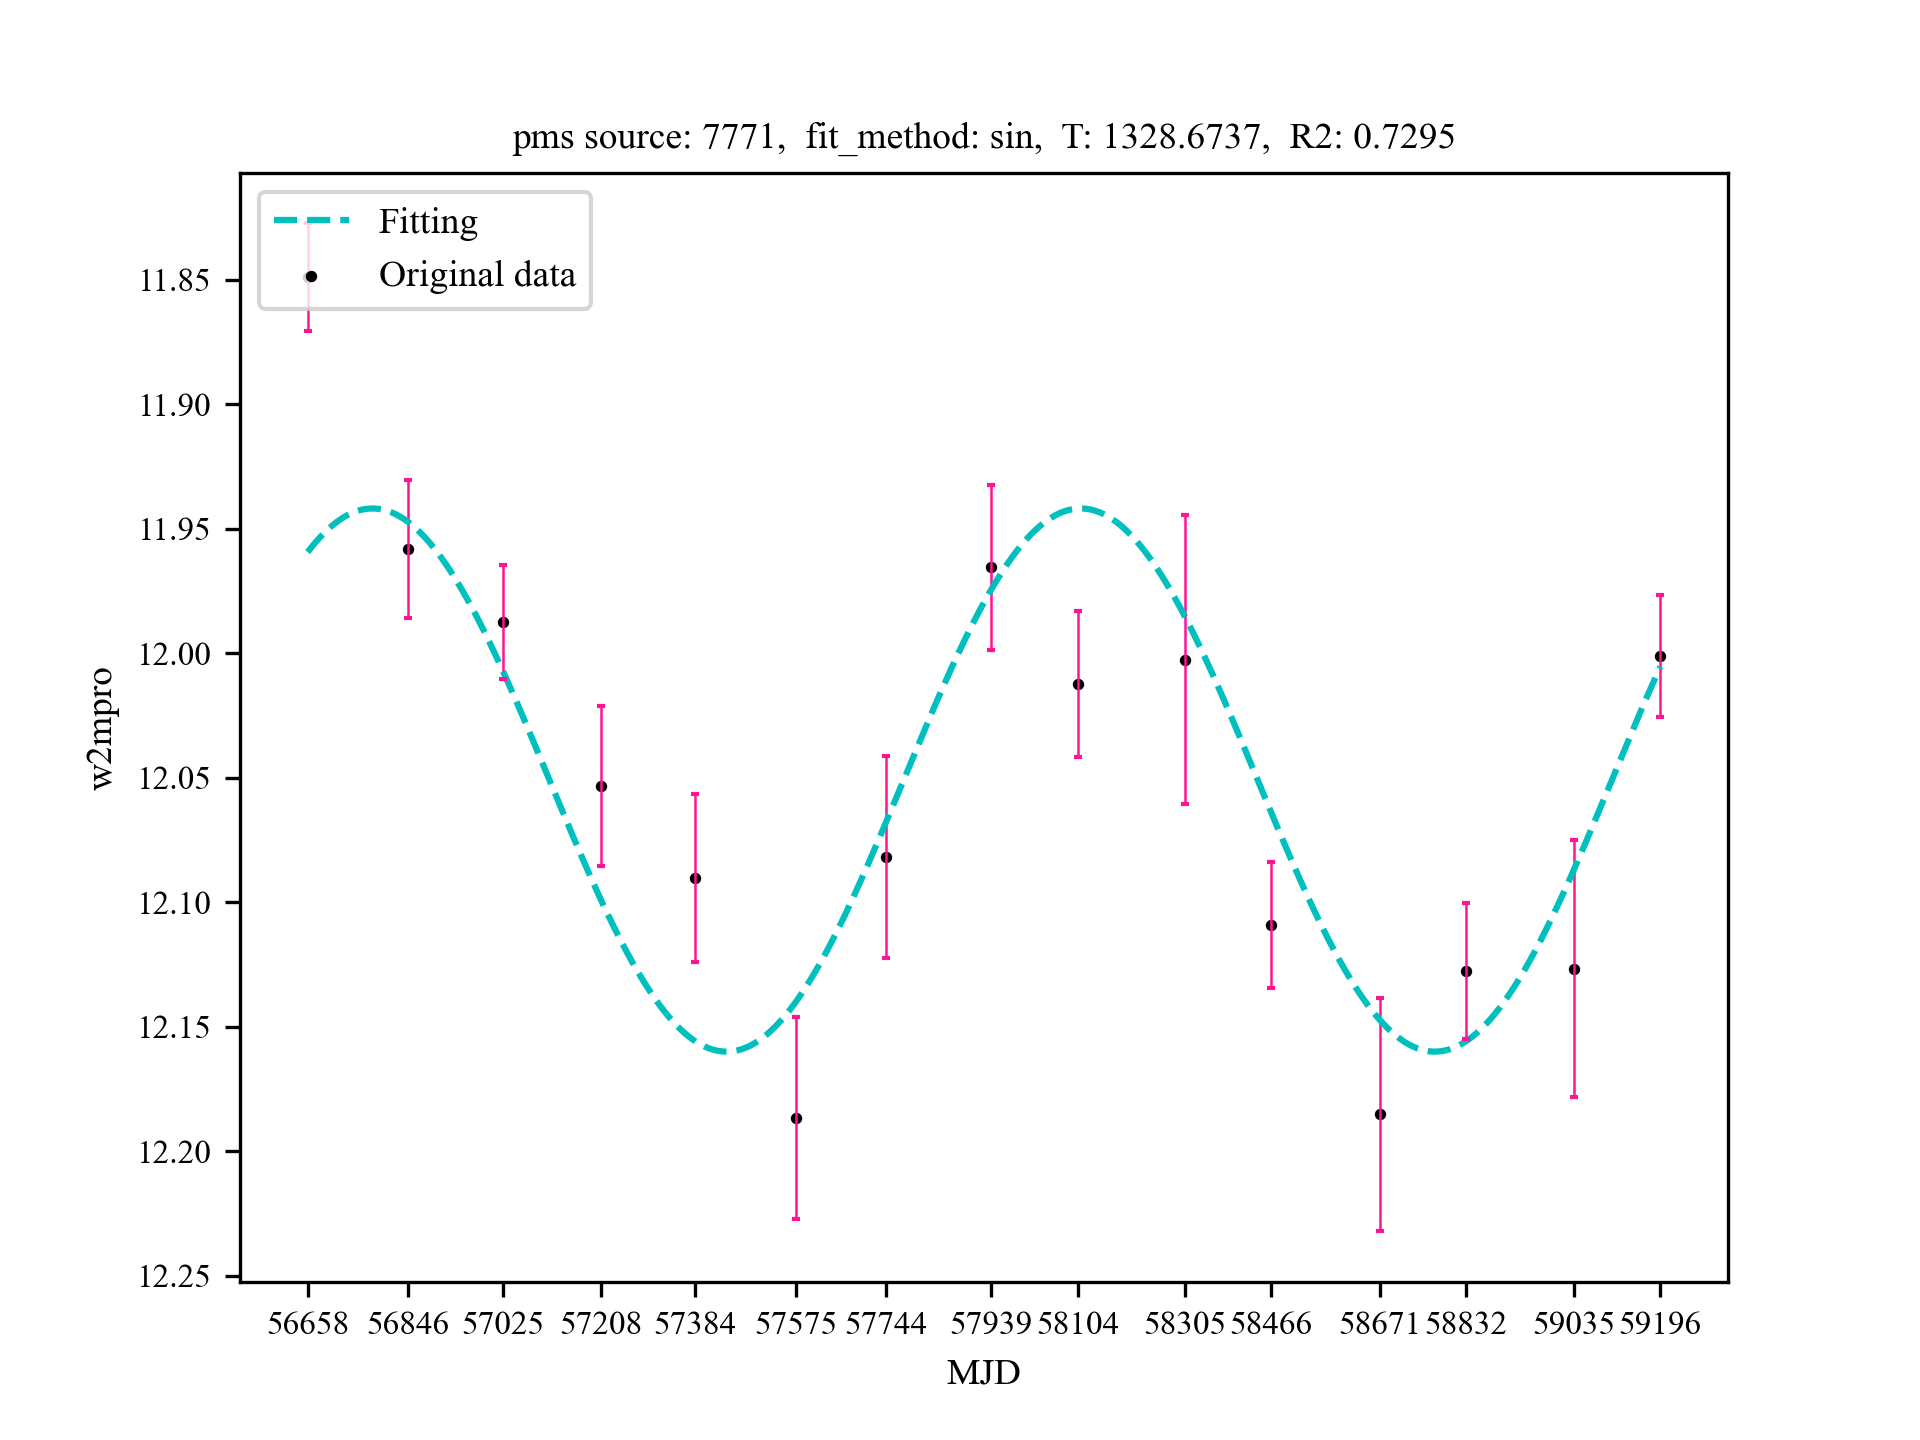 pms source: 7771, fit_method: sin, T: 1328.6737, R2: 0.7295
Fitting
Original data
11.85
11.90
11.95
12.00
12.05
12.10
12.15
12.20
12.25
w2mpro
56658 56846 57025 57208 57384 57575 57744 57939 58104 58305 58466 58671 58832 59035 59196
MJD